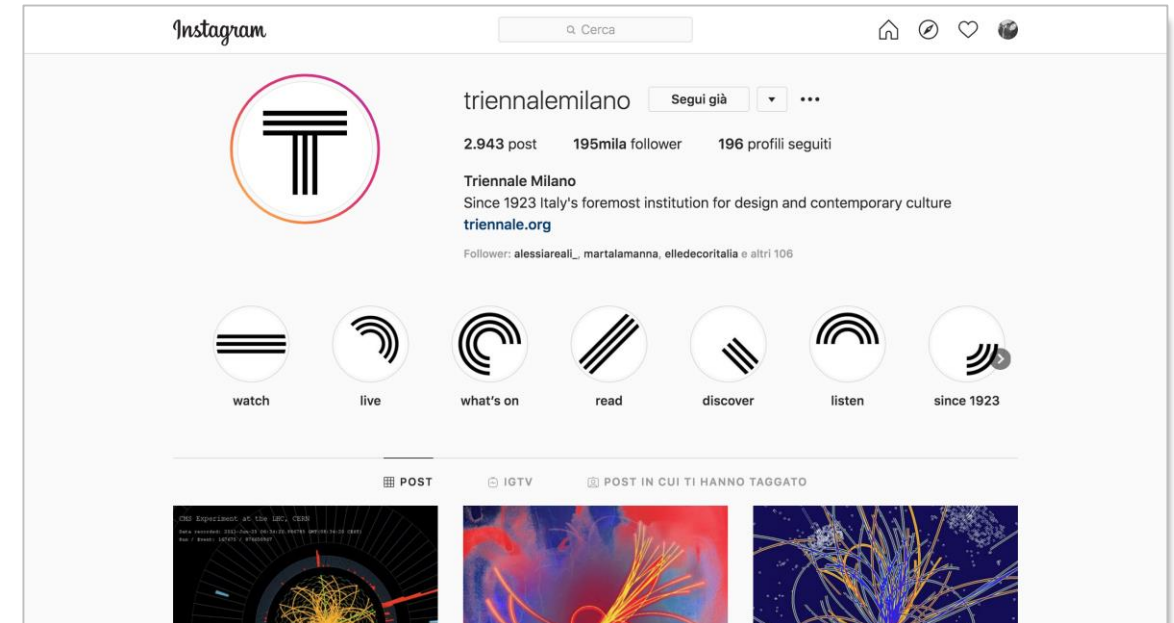 Instagram
Cerca
triennalemilano Segui già
2.943 post 195mila follower 196 profili seguiti
Triennale Milano
Since 1923 Italy's foremost institution for design and contemporary culture
triennale.org
Follower: alessiareali_, martalamanna, elledecoritalia e altri 106
watch live what's on read discover listen since 1923
POST IGTV POST IN CUI TI HANNO TAGGATO
CMS Experiment at the LHC, CERN